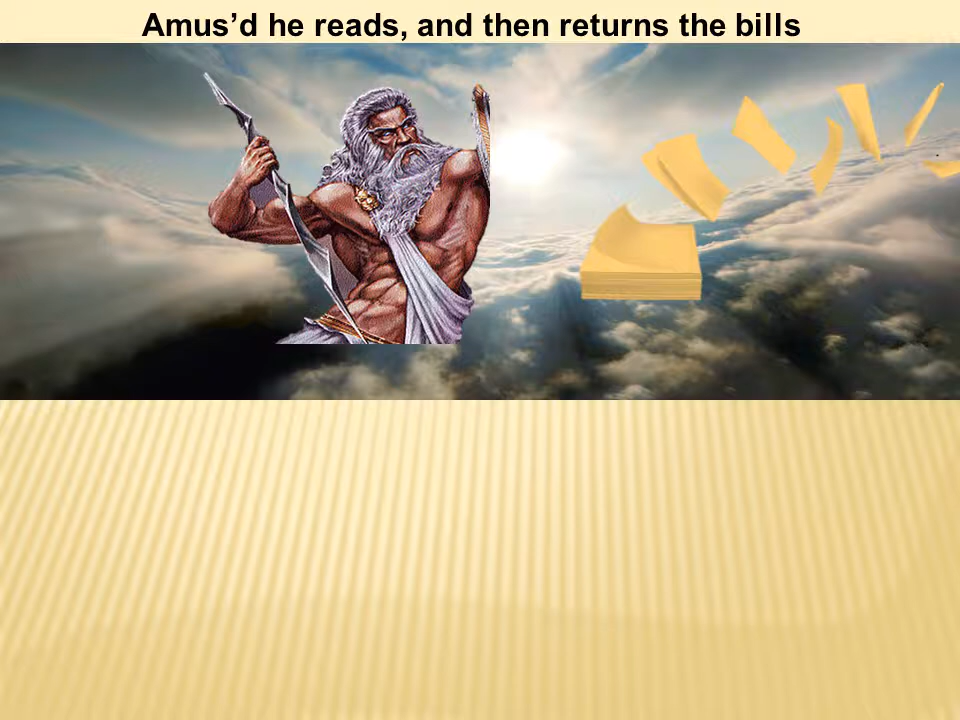 Amus’d he reads, and then returns the bills